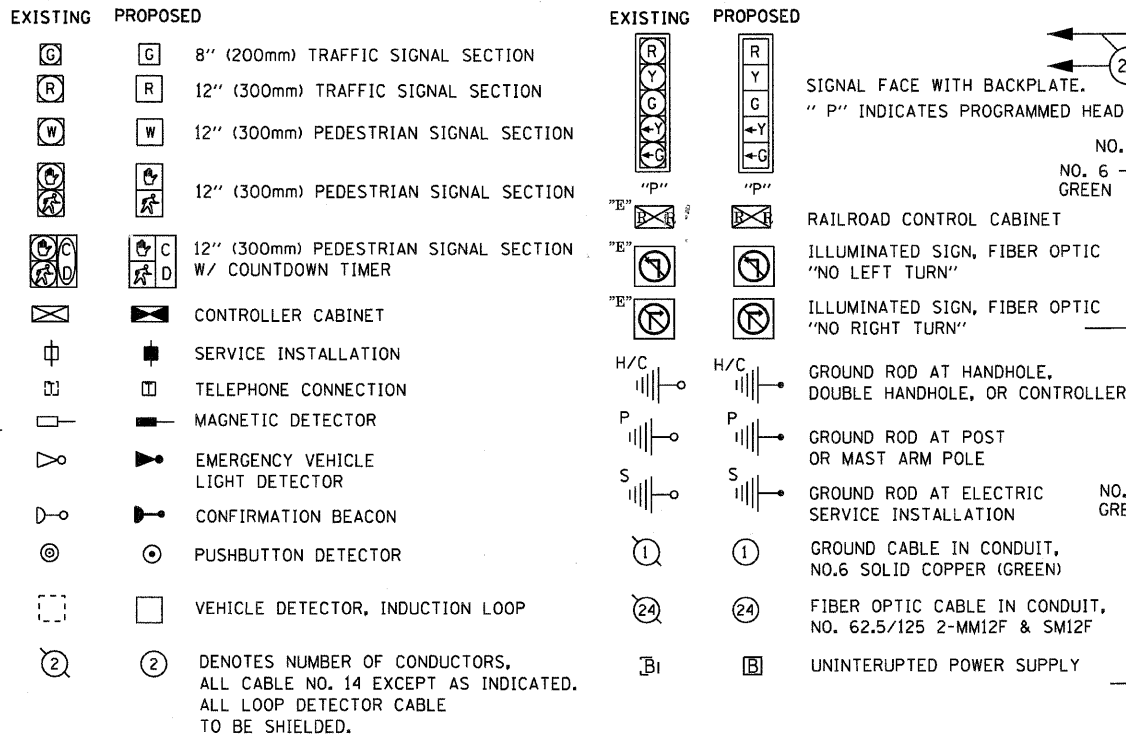 EXISTING PROPOSED
G G 8'' (200mm) TRAFFIC SIGNAL SECTION
R R 12'' (300mm) TRAFFIC SIGNAL SECTION
W W 12'' (300mm) PEDESTRIAN SIGNAL SECTION
12'' (300mm) PEDESTRIAN SIGNAL SECTION
C C 12'' (300mm) PEDESTRIAN SIGNAL SECTION
D D W/ COUNTDOWN TIMER
CONTROLLER CABINET
SERVICE INSTALLATION
T T TELEPHONE CONNECTION
MAGNETIC DETECTOR
EMERGENCY VEHICLE
LIGHT DETECTOR
CONFIRMATION BEACON
PUSHBUTTON DETECTOR
VEHICLE DETECTOR, INDUCTION LOOP
2 2 DENOTES NUMBER OF CONDUCTORS,
ALL CABLE NO. 14 EXCEPT AS INDICATED.
ALL LOOP DETECTOR CABLE
TO BE SHIELDED.
EXISTING PROPOSED
R R
Y Y
G G
Y Y
G G
"P" "P"
SIGNAL FACE WITH BACKPLATE.
" P" INDICATES PROGRAMMED HEAD
"E" R R R R RAILROAD CONTROL CABINET
"E" ILLUMINATED SIGN, FIBER OPTIC
"NO LEFT TURN"
"E" ILLUMINATED SIGN, FIBER OPTIC
"NO RIGHT TURN"
H/C H/C GROUND ROD AT HANDHOLE,
DOUBLE HANDHOLE, OR CONTROLLER
P P GROUND ROD AT POST
OR MAST ARM POLE
S S GROUND ROD AT ELECTRIC
SERVICE INSTALLATION
1 1 GROUND CABLE IN CONDUIT,
NO.6 SOLID COPPER (GREEN)
24 24 FIBER OPTIC CABLE IN CONDUIT,
NO. 62.5/125 2-MM12F & SM12F
B B UNINTERUPTED POWER SUPPLY
2
NO.
NO. 6 -
GREEN
NO.
GRE